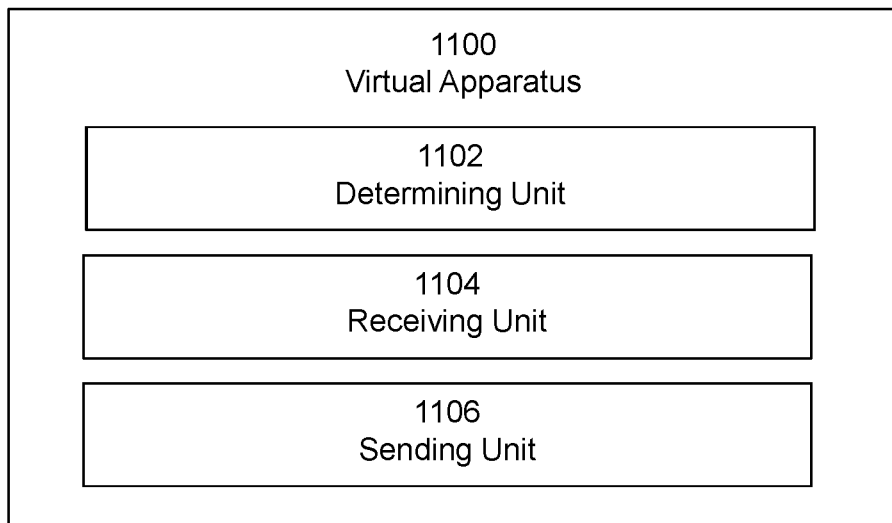 1100
Virtual Apparatus
1102
Determining Unit
1104
Receiving Unit
1106
Sending Unit